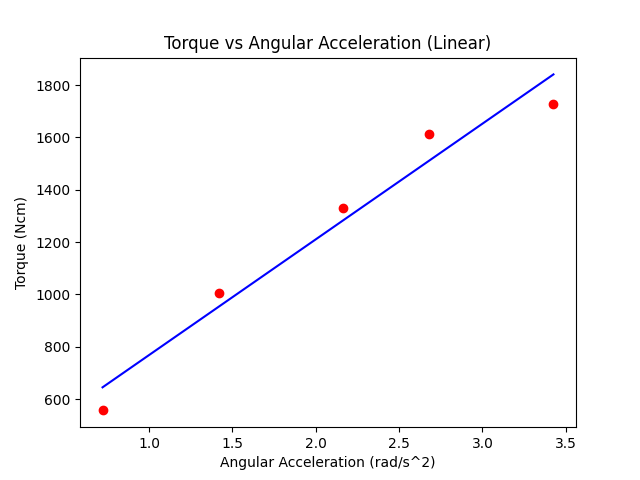 Torque vs Angular Acceleration (Linear)
1800
1600
1400
1200
1000
800
600
Torque (Ncm)
1.0 1.5 2.0 2.5 3.0 3.5
Angular Acceleration (rad/s^2)